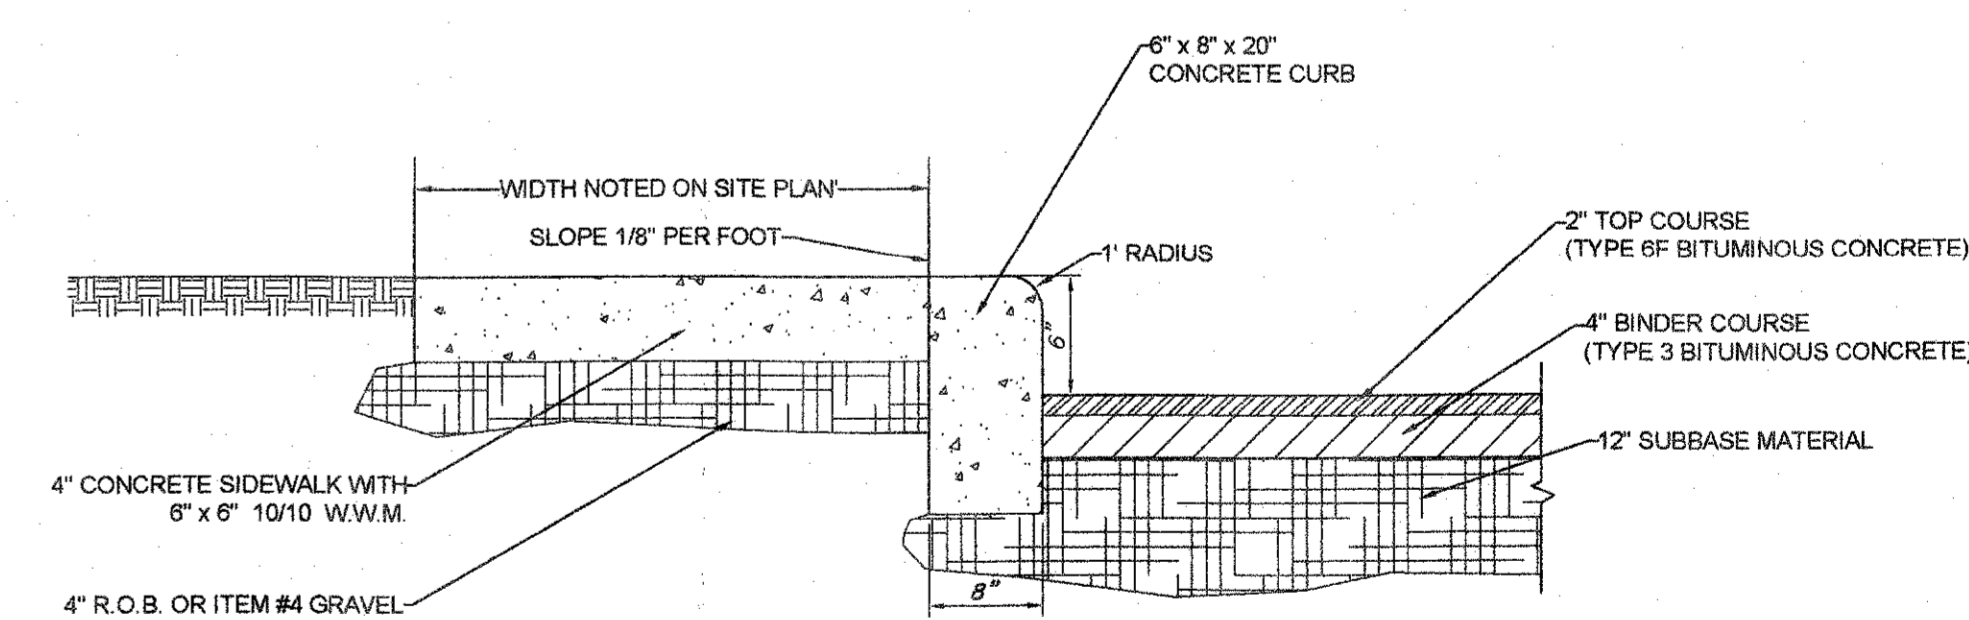 6" x 8" x 20"
CONCRETE CURB
WIDTH NOTED ON SITE PLAN'
SLOPE 1/8" PER FOOT
1' RADIUS
2" TOP COURSE
(TYPE 6F BITUMINOUS CONCRETE)
6"
4" BINDER COURSE
(TYPE 3 BITUMINOUS CONCRETE)
12" SUBBASE MATERIAL
4" CONCRETE SIDEWALK WITH
6" x 6" 10/10 W.W.M.
8"
4" R.O.B. OR ITEM #4 GRAVEL